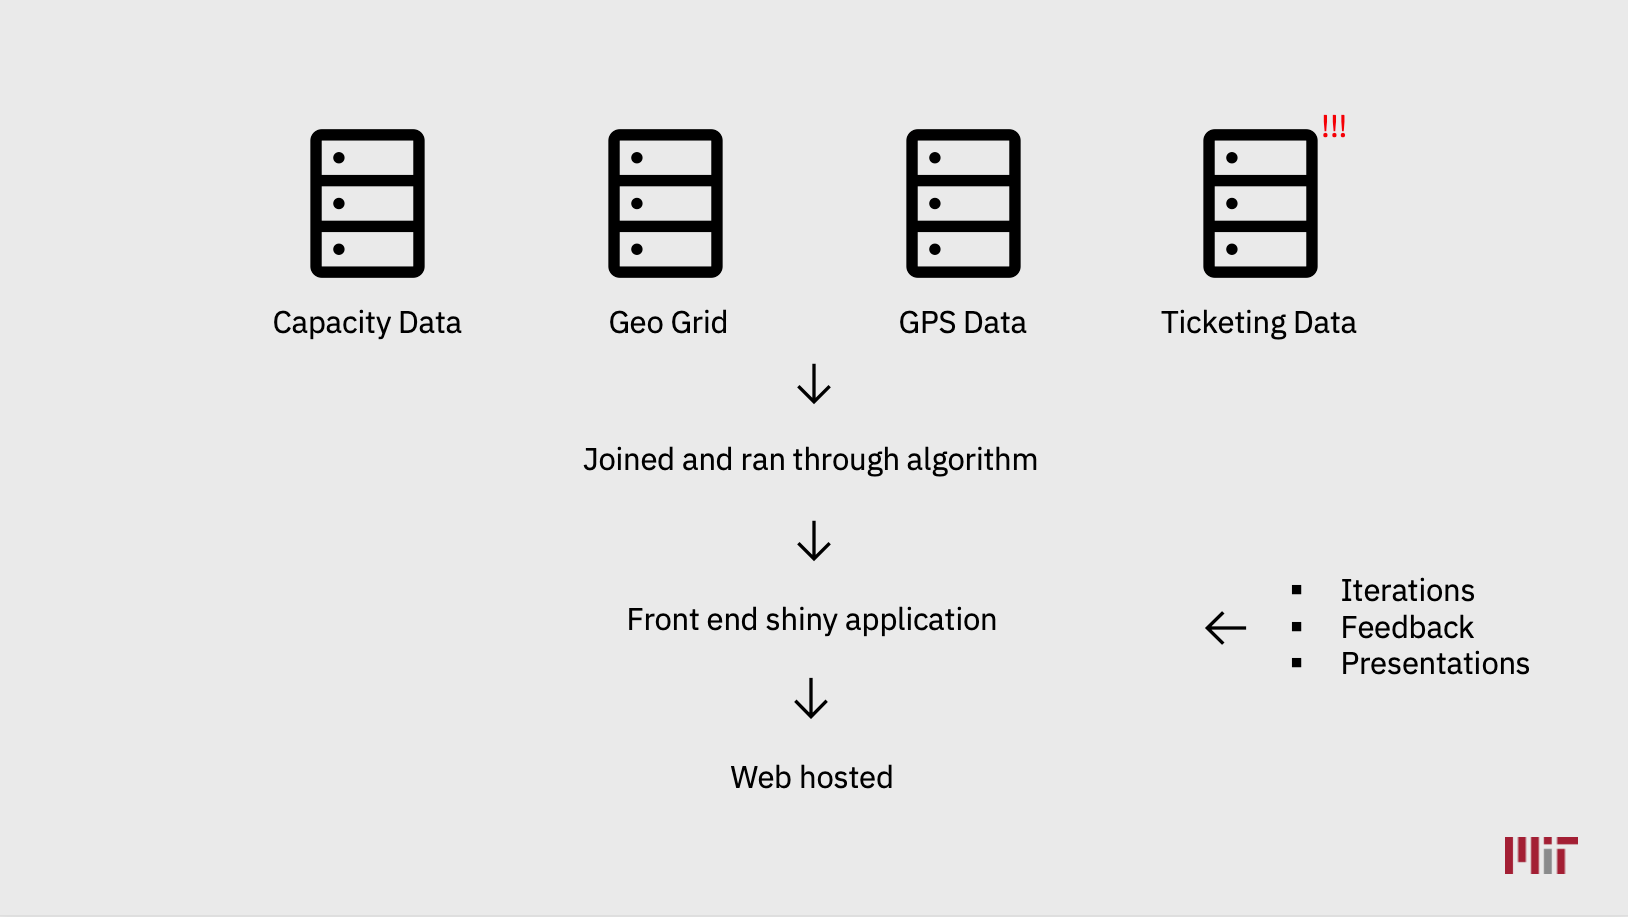 !!!
Capacity Data
Geo Grid
GPS Data
Ticketing Data
Joined and ran through algorithm
Front end shiny application
▪ Iterations
▪ Feedback
▪ Presentations
Web hosted
MIT